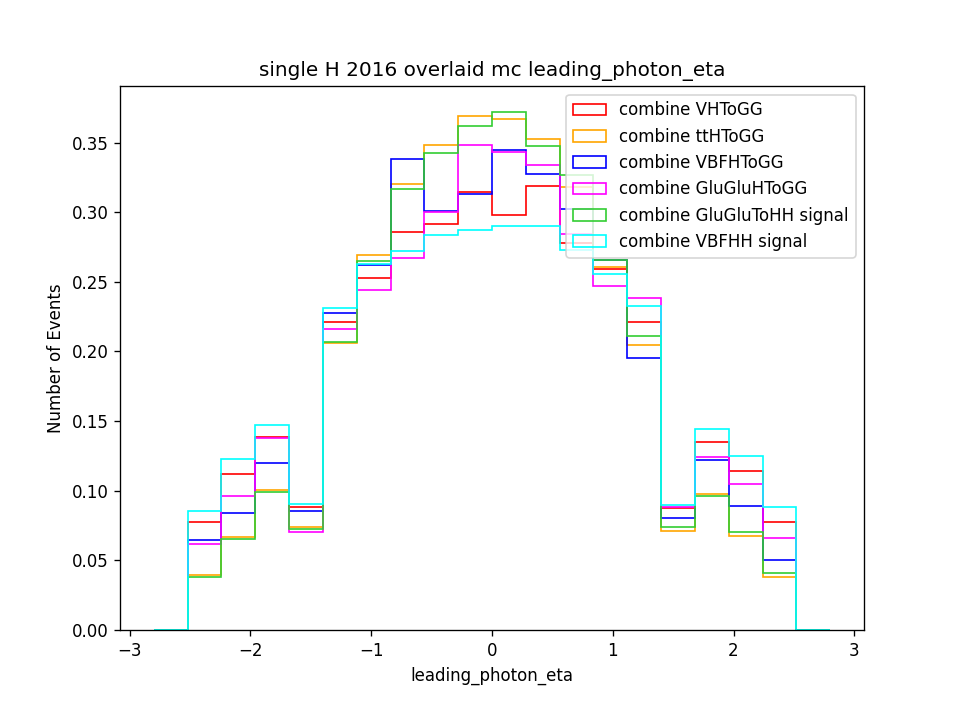 single H 2016 overlaid mc leading_photon_eta
combine VHToGG
combine ttHToGG
combine VBFHToGG
combine GluGluHToGG
combine GluGluToHH signal
combine VBFHH signal
Number of Events
0.35
0.30
0.25
0.20
0.15
0.10
0.05
0.00
−3 −2 −1 0 1 2 3
leading_photon_eta